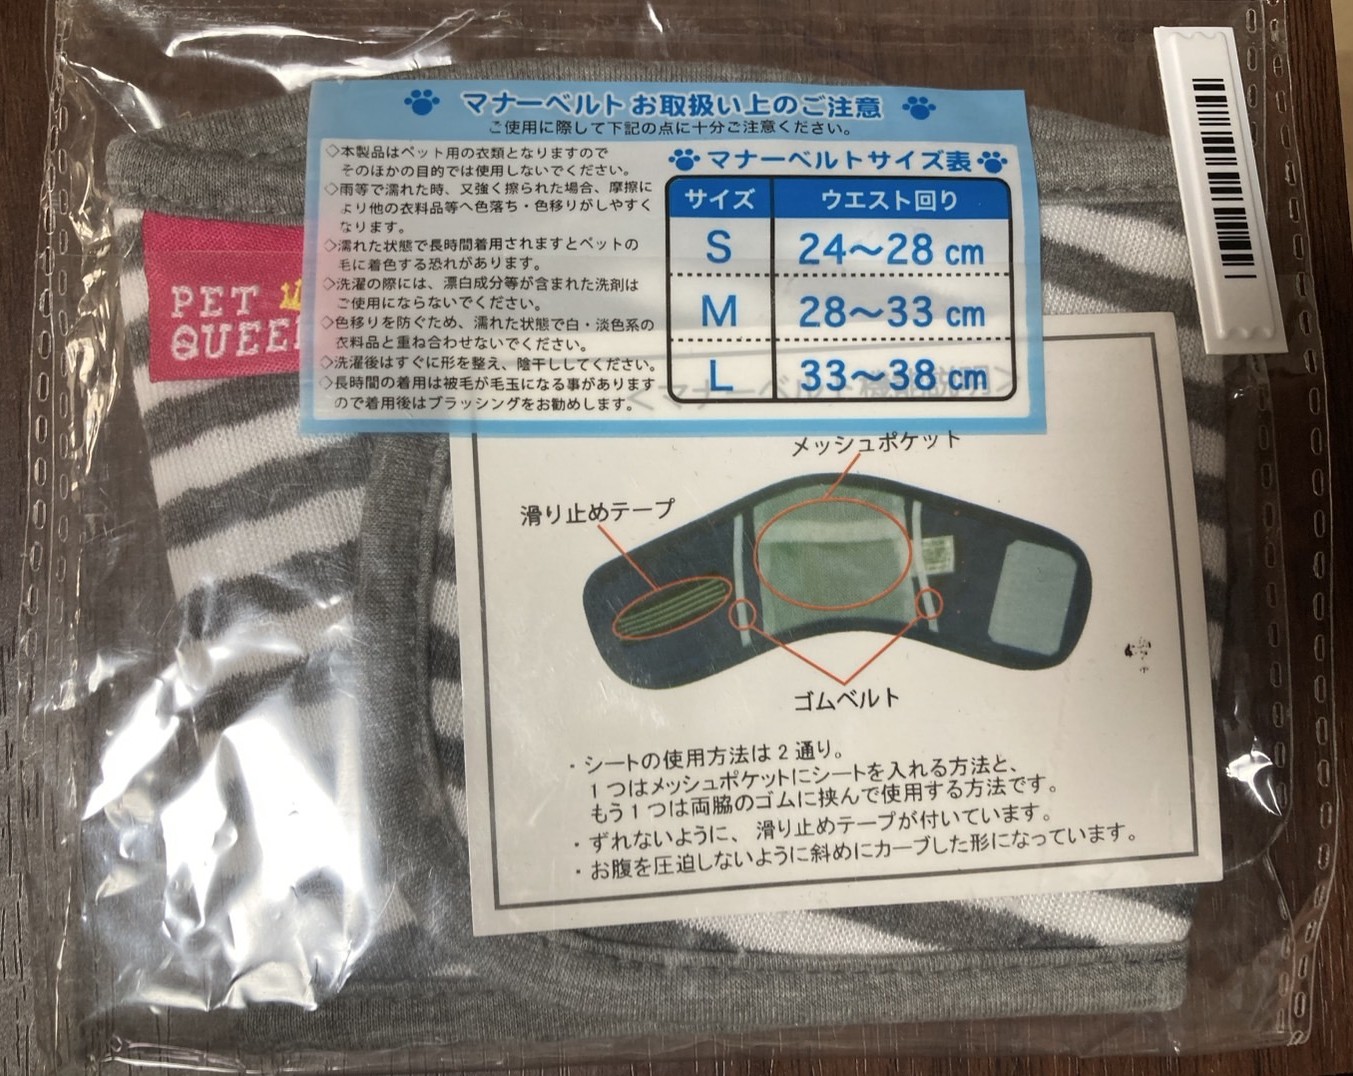 マナーベルトお取扱い上のご注意
ご使用に際して下記の点に十分ご注意ください。
◇本製品はペット用の衣類となりますので
そのほかの目的では使用しないでください。
◇雨等で濡れた時、又強く擦られた場合、摩擦に
より他の衣料品等へ色落ち・色移りがしやすく
なります。
◇濡れた状態で長時間着用されますとペットの
毛に着色する恐れがあります。
◇洗濯の際には、漂白成分等が含まれた洗剤は
ご使用にならないでください。
◇色移りを防ぐため、濡れた状態で白・淡色系の
衣料品と重ね合わせないでください。
◇洗濯後はすぐに形を整え、陰干ししてください。
◇長時間の着用は被毛が毛玉になる事があります
ので着用後はブラッシングをお勧めします。
マナーベルトサイズ表
サイズ ウエスト回り
S 24〜28 cm
M 28〜33 cm
L 33〜38 cm
PET
QUEEN
<マナーベルト機能説明>
メッシュポケット
滑り止めテープ
ゴムベルト
・シートの使用方法は2通り。
1つはメッシュポケットにシートを入れる方法と、
もう1つは両脇のゴムに挟んで使用する方法です。
・ずれないように、滑り止めテープが付いています。
・お腹を圧迫しないように斜めにカーブした形になっています。